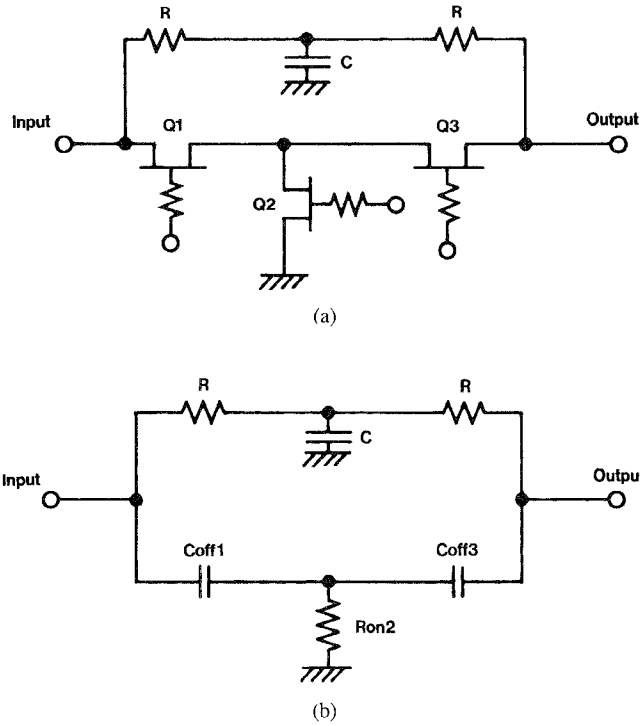 R
R
C
Input
Q1
Q3
Output
Q2
(a)
R
R
C
Input
Outpu
Coff1
Coff3
Ron2
(b)